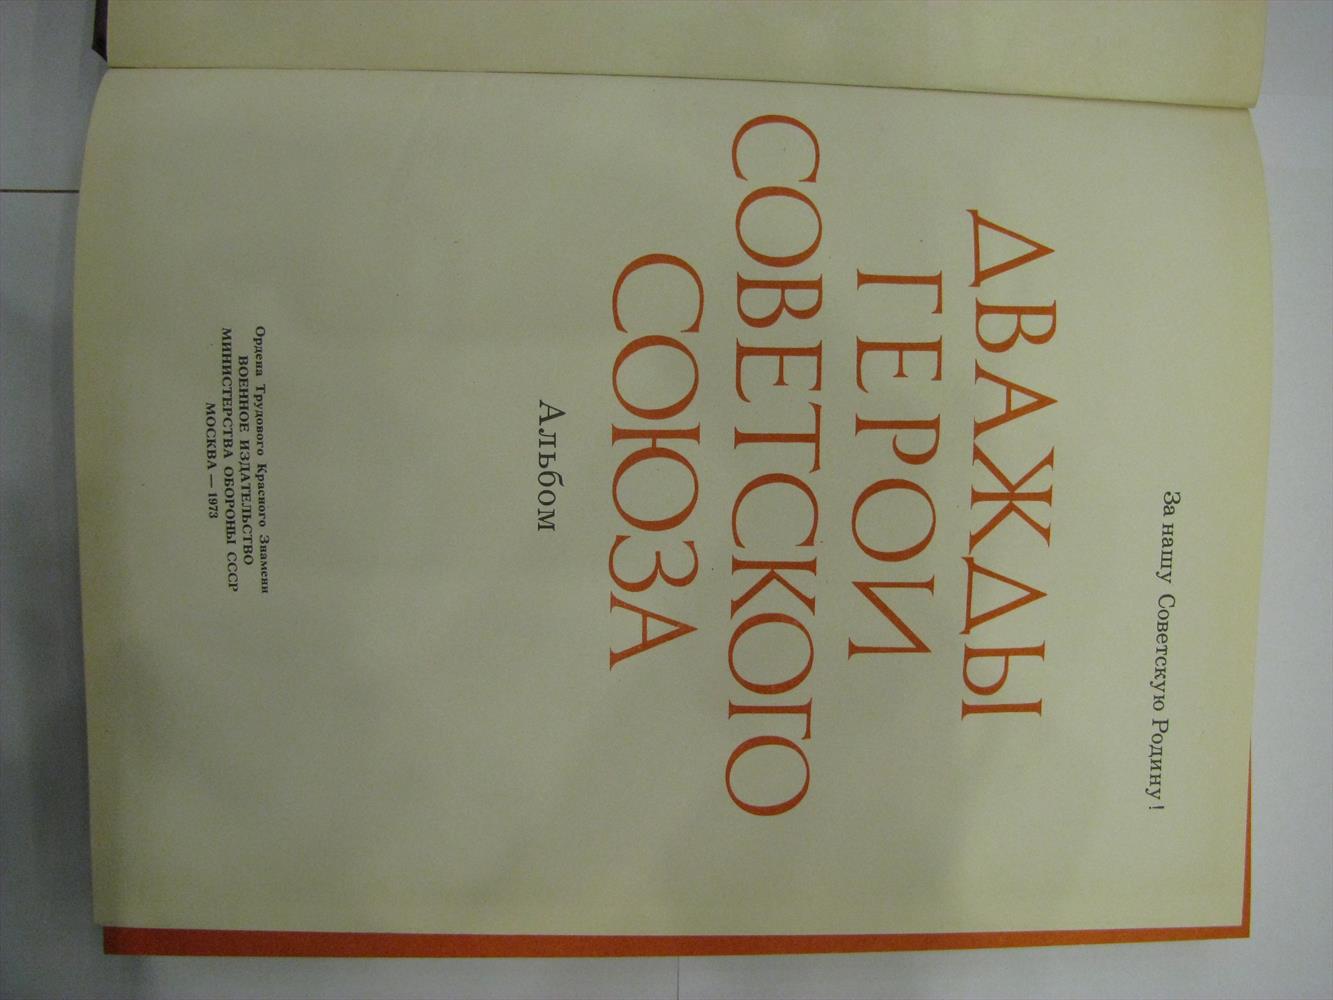 За нашу Советскую Родину!
ДВАЖДЫ
ГЕРОИ
СОВЕТСКОГО
СОЮЗА
Альбом
Ордена Трудового Красного Знамени
ВОЕННОЕ ИЗДАТЕЛЬСТВО
МИНИСТЕРСТВА ОБОРОНЫ СССР
МОСКВА — 1973